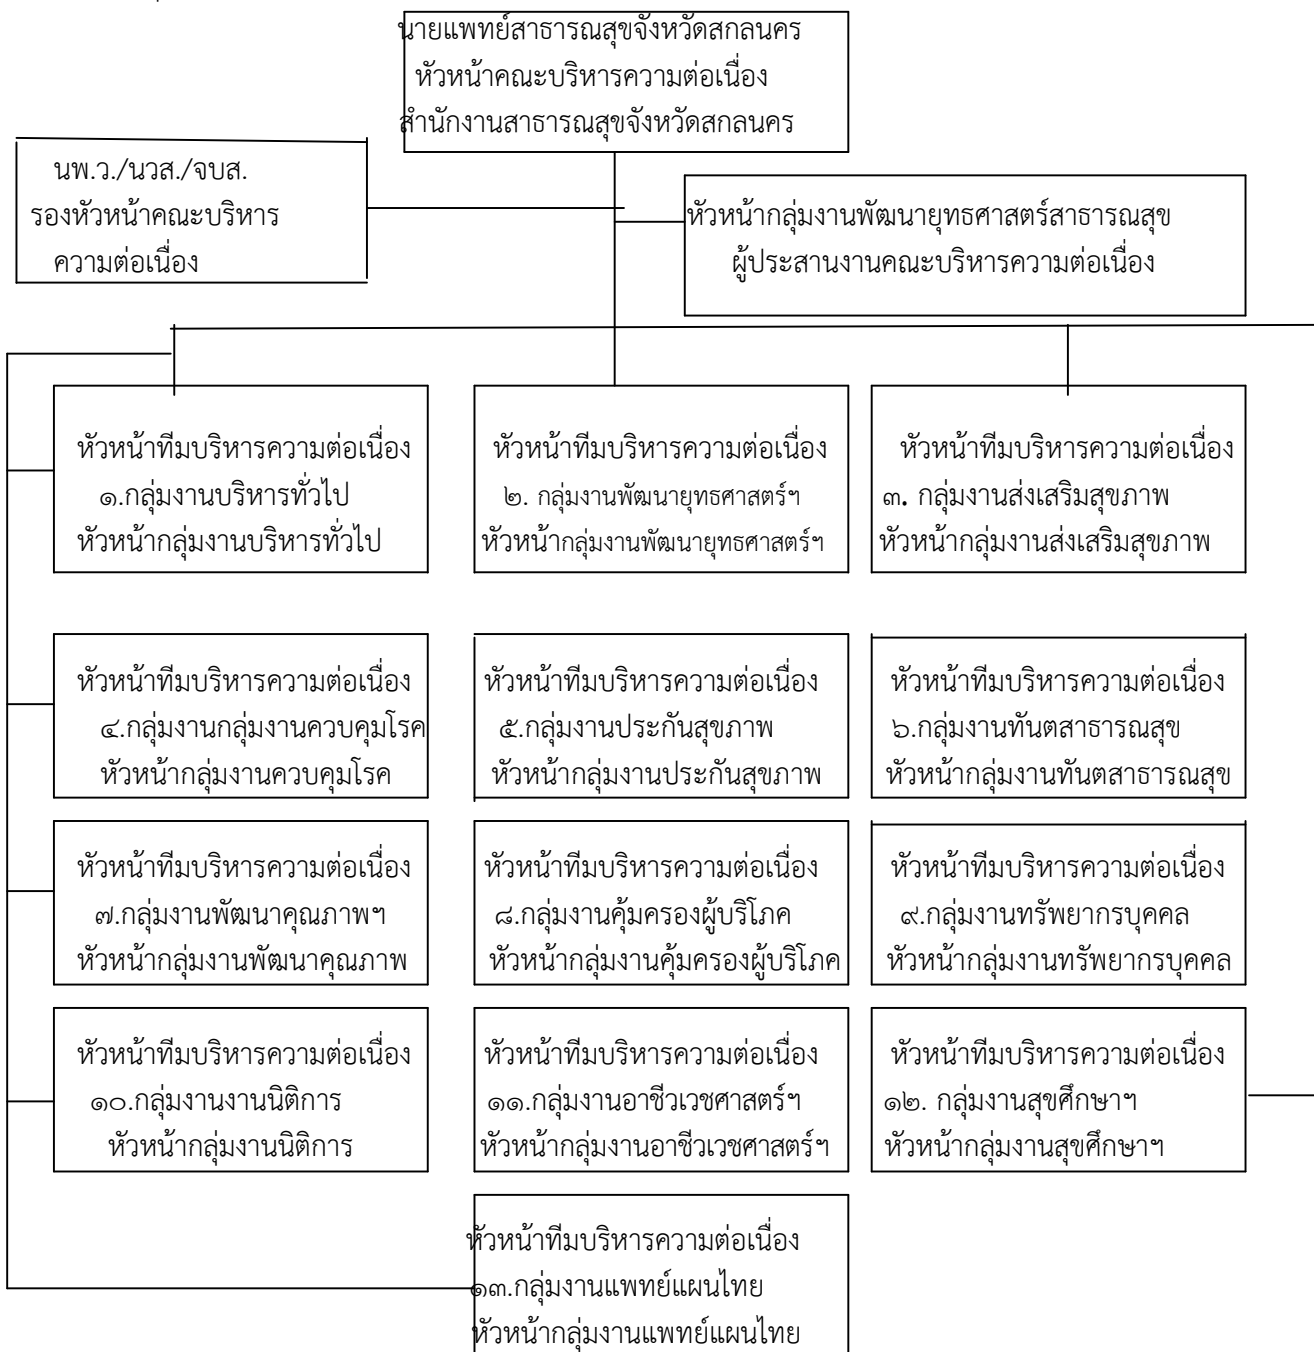 นายแพทย์สาธารณสุขจังหวัดสกลนคร
หัวหน้าคณะบริหารความต่อเนื่อง
สำนักงานสาธารณสุขจังหวัดสกลนคร
นพ.ว./นวส./จบส.
รองหัวหน้าคณะบริหาร
ความต่อเนื่อง
หัวหน้ากลุ่มงานพัฒนายุทธศาสตร์สาธารณสุข
ผู้ประสานงานคณะบริหารความต่อเนื่อง
หัวหน้าทีมบริหารความต่อเนื่อง
๑.กลุ่มงานบริหารทั่วไป
หัวหน้ากลุ่มงานบริหารทั่วไป
หัวหน้าทีมบริหารความต่อเนื่อง
๒. กลุ่มงานพัฒนายุทธศาสตร์ฯ
หัวหน้ากลุ่มงานพัฒนายุทธศาสตร์ฯ
หัวหน้าทีมบริหารความต่อเนื่อง
๓. กลุ่มงานส่งเสริมสุขภาพ
หัวหน้ากลุ่มงานส่งเสริมสุขภาพ
หัวหน้าทีมบริหารความต่อเนื่อง
๔.กลุ่มงานกลุ่มงานควบคุมโรค
หัวหน้ากลุ่มงานควบคุมโรค
หัวหน้าทีมบริหารความต่อเนื่อง
๕.กลุ่มงานประกันสุขภาพ
หัวหน้ากลุ่มงานประกันสุขภาพ
หัวหน้าทีมบริหารความต่อเนื่อง
๖.กลุ่มงานทันตสาธารณสุข
หัวหน้ากลุ่มงานทันตสาธารณสุข
หัวหน้าทีมบริหารความต่อเนื่อง
๗.กลุ่มงานพัฒนาคุณภาพฯ
หัวหน้ากลุ่มงานพัฒนาคุณภาพ
หัวหน้าทีมบริหารความต่อเนื่อง
๘.กลุ่มงานคุ้มครองผู้บริโภค
หัวหน้ากลุ่มงานคุ้มครองผู้บริโภค
หัวหน้าทีมบริหารความต่อเนื่อง
๙.กลุ่มงานทรัพยากรบุคคล
หัวหน้ากลุ่มงานทรัพยากรบุคคล
หัวหน้าทีมบริหารความต่อเนื่อง
๑๐.กลุ่มงานงานนิติการ
หัวหน้ากลุ่มงานนิติการ
หัวหน้าทีมบริหารความต่อเนื่อง
๑๑.กลุ่มงานอาชีวเวชศาสตร์ฯ
หัวหน้ากลุ่มงานอาชีวเวชศาสตร์ฯ
หัวหน้าทีมบริหารความต่อเนื่อง
๑๒. กลุ่มงานสุขศึกษาฯ
หัวหน้ากลุ่มงานสุขศึกษาฯ
หัวหน้าทีมบริหารความต่อเนื่อง
๑๓.กลุ่มงานแพทย์แผนไทย
หัวหน้ากลุ่มงานแพทย์แผนไทย